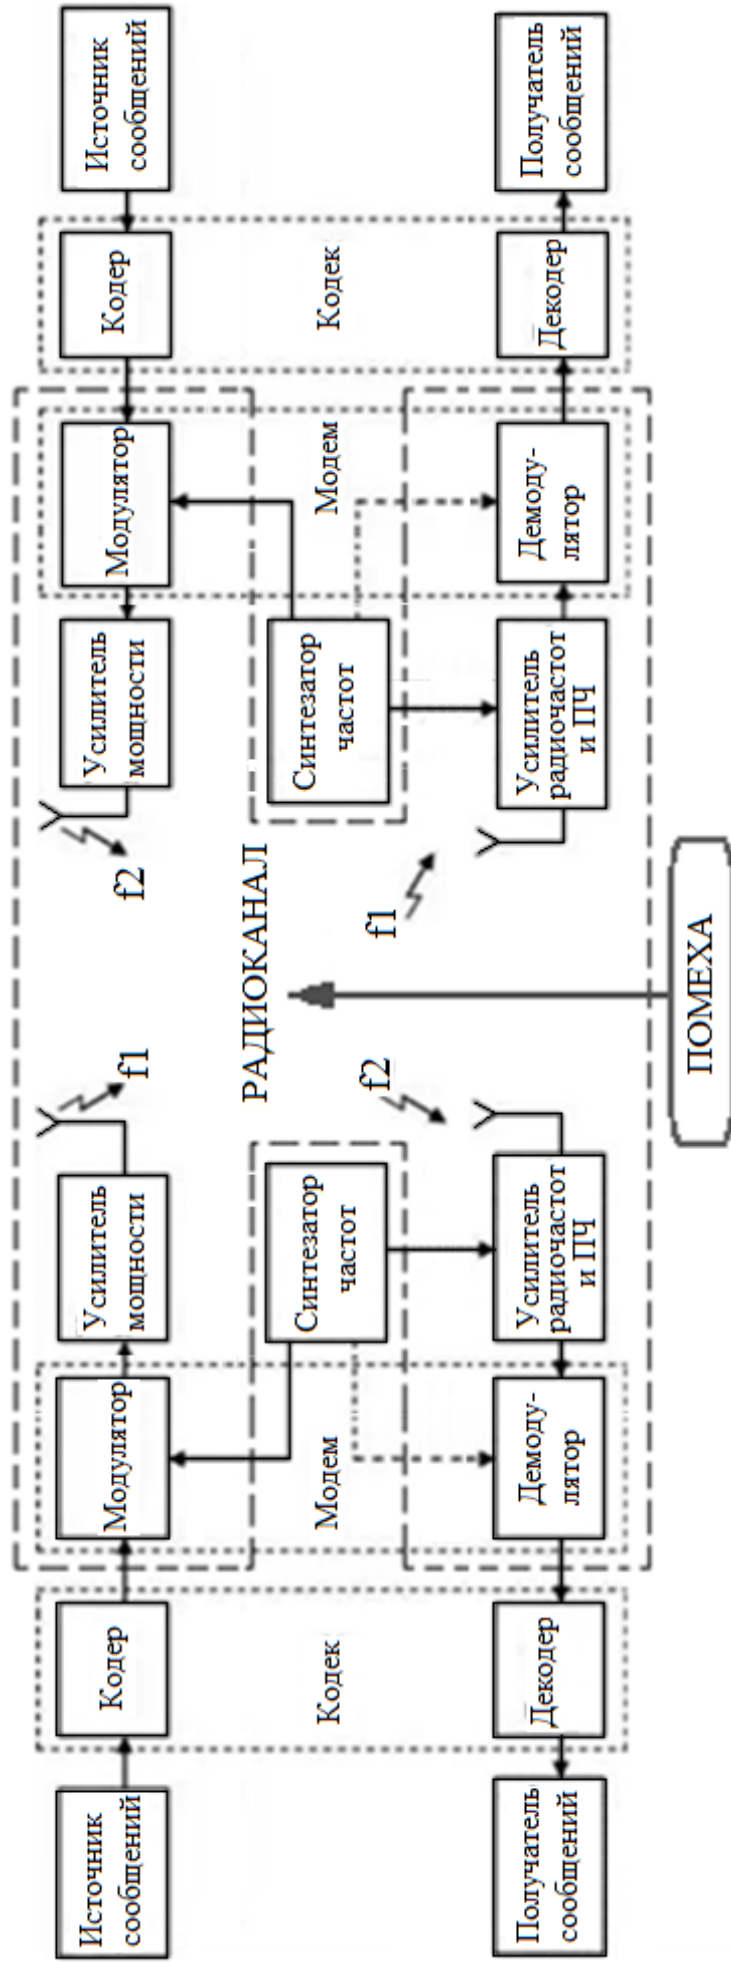 Источник
сообщений
Кодер
Модулятор
Усилитель
мощности
f1
f2
Усилитель
мощности
Модулятор
Кодер
Источник
сообщений
РАДИОКАНАЛ
Кодек
Модем
Синтезатор
частот
Синтезатор
частот
Модем
Кодек
f2
f1
Получатель
сообщений
Декодер
Демоду-
лятор
Усилитель
радиочастот
и ПЧ
Усилитель
радиочастот
и ПЧ
Демоду-
лятор
Декодер
Получатель
сообщений
ПОМЕХА